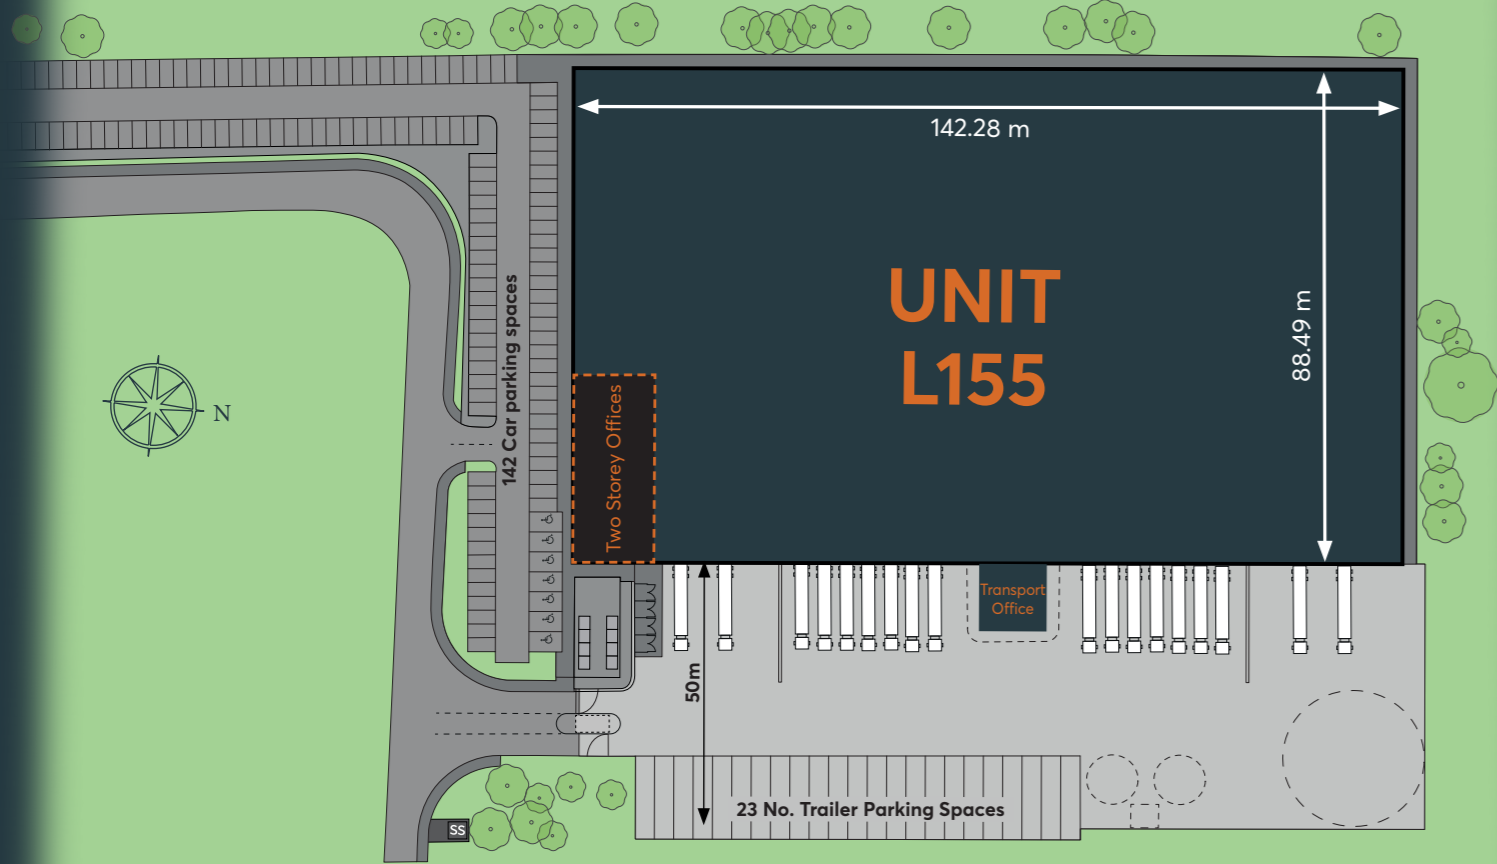 142.28 m
88.49 m
UNIT
L155
142 Car parking spaces
Two Storey Offices
N
Transport
Office
50m
23 No. Trailer Parking Spaces
SS